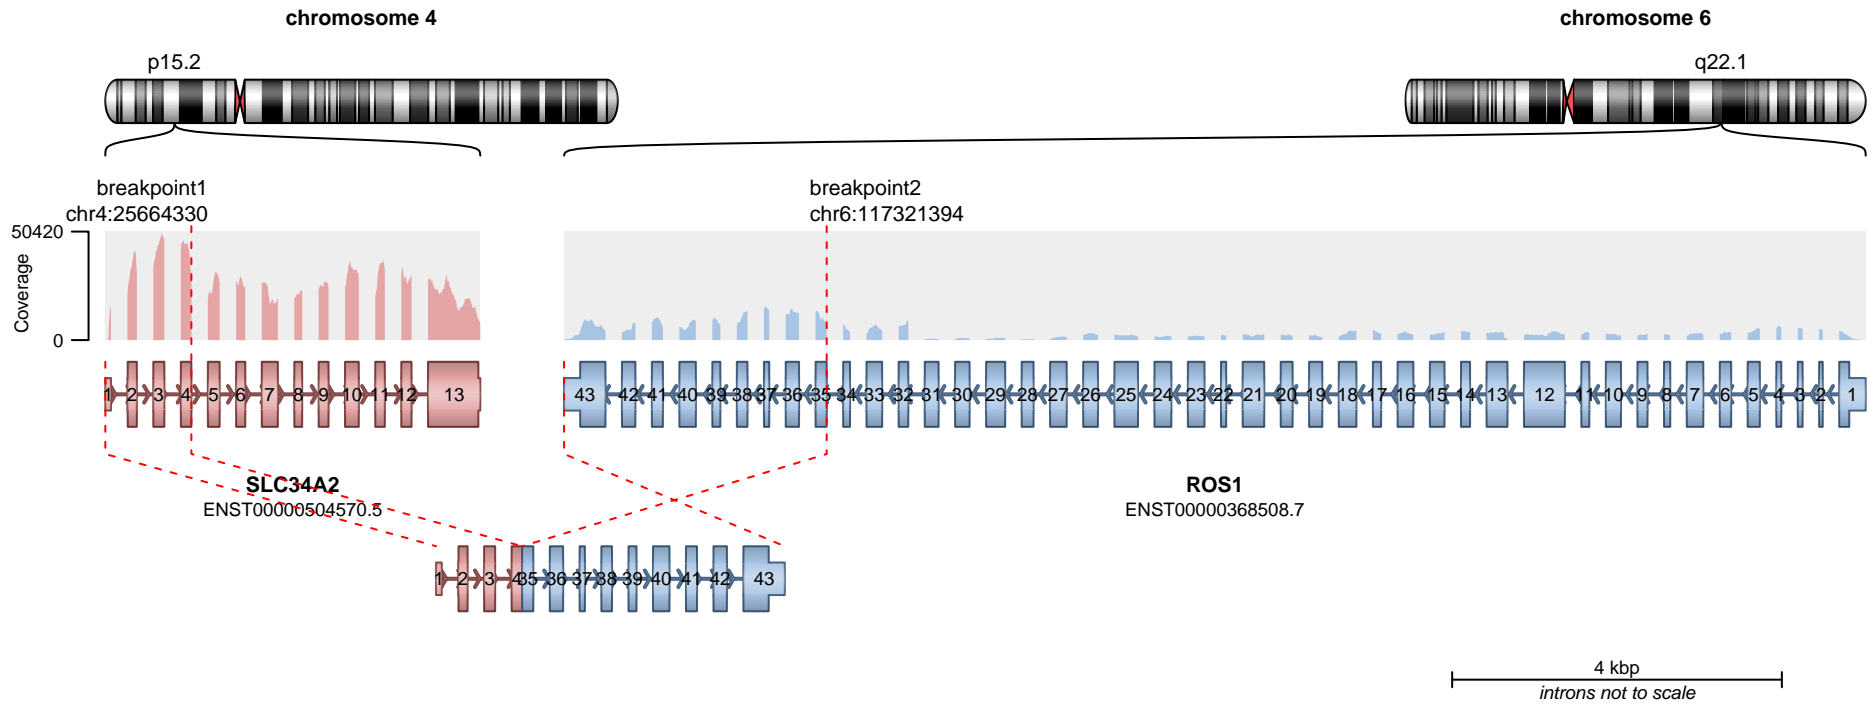 chromosome 4
chromosome 6
p15.2
q22.1
breakpoint1
chr4:25664330
breakpoint2
chr6:117321394
50420
Coverage
0
1 2 3 4 5 6 7 8 9 10 11 12 13
43 42 41 40 39 38 37 36 35 34 33 32 31 30 29 28 27 26 25 24 23 22 21 20 19 18 17 16 15 14 13 12 11 10 9 8 7 6 5 4 3 2 1
SLC34A2
ENST00000504570.5
ROS1
ENST00000368508.7
1 2 3 4 35 36 37 38 39 40 41 42 43
4 kbp
introns not to scale